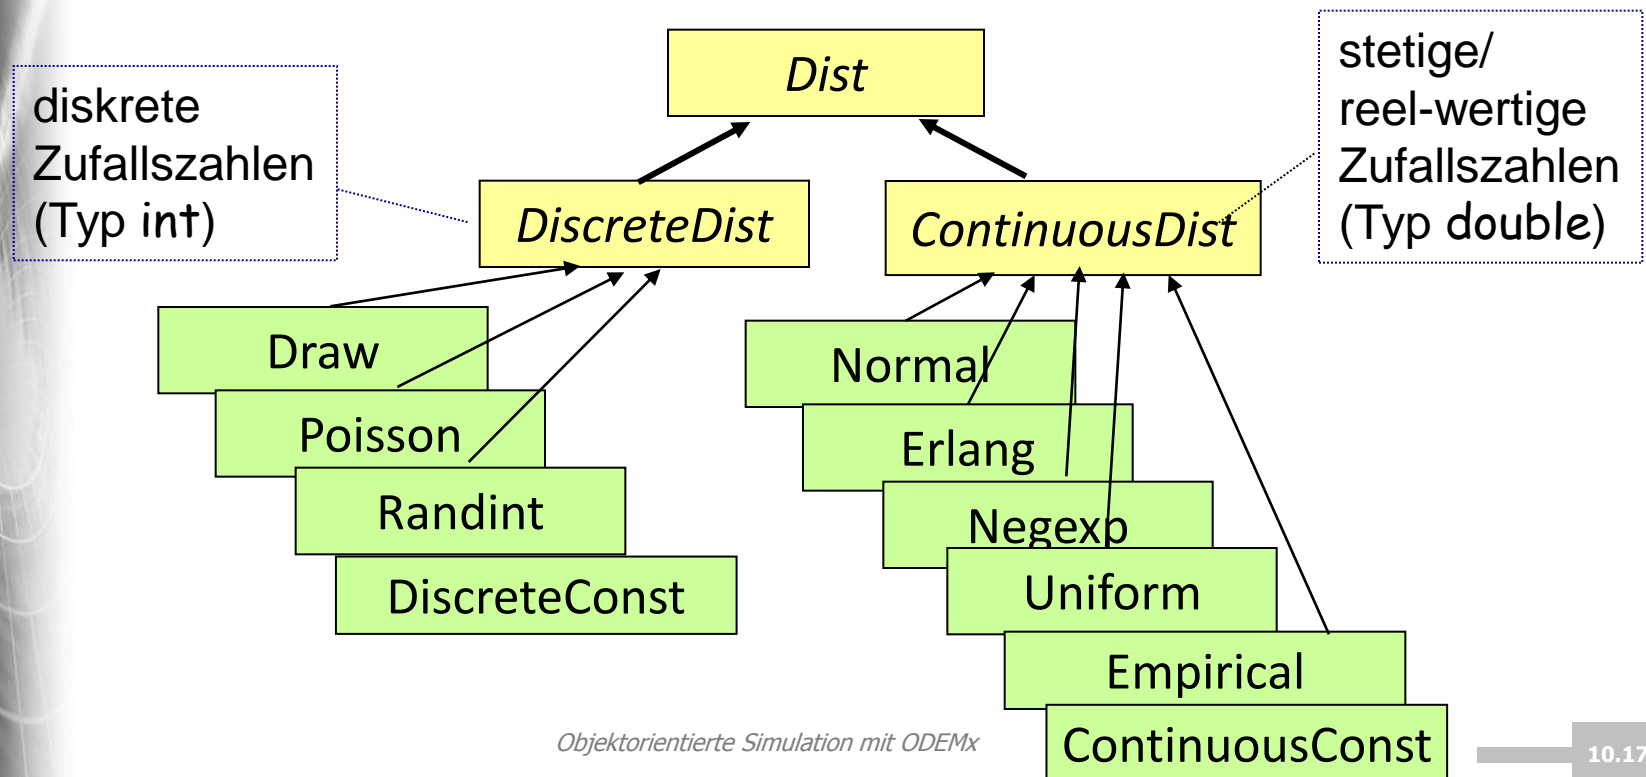 Dist
diskrete
Zufallszahlen
(Typ int)
stetige/
reel-wertige
Zufallszahlen
(Typ double)
DiscreteDist
ContinuousDist
Draw
Poisson
Randint
DiscreteConst
Normal
Erlang
Negexp
Uniform
Empirical
ContinuousConst
Objektorientierte Simulation mit ODEMx
10.17